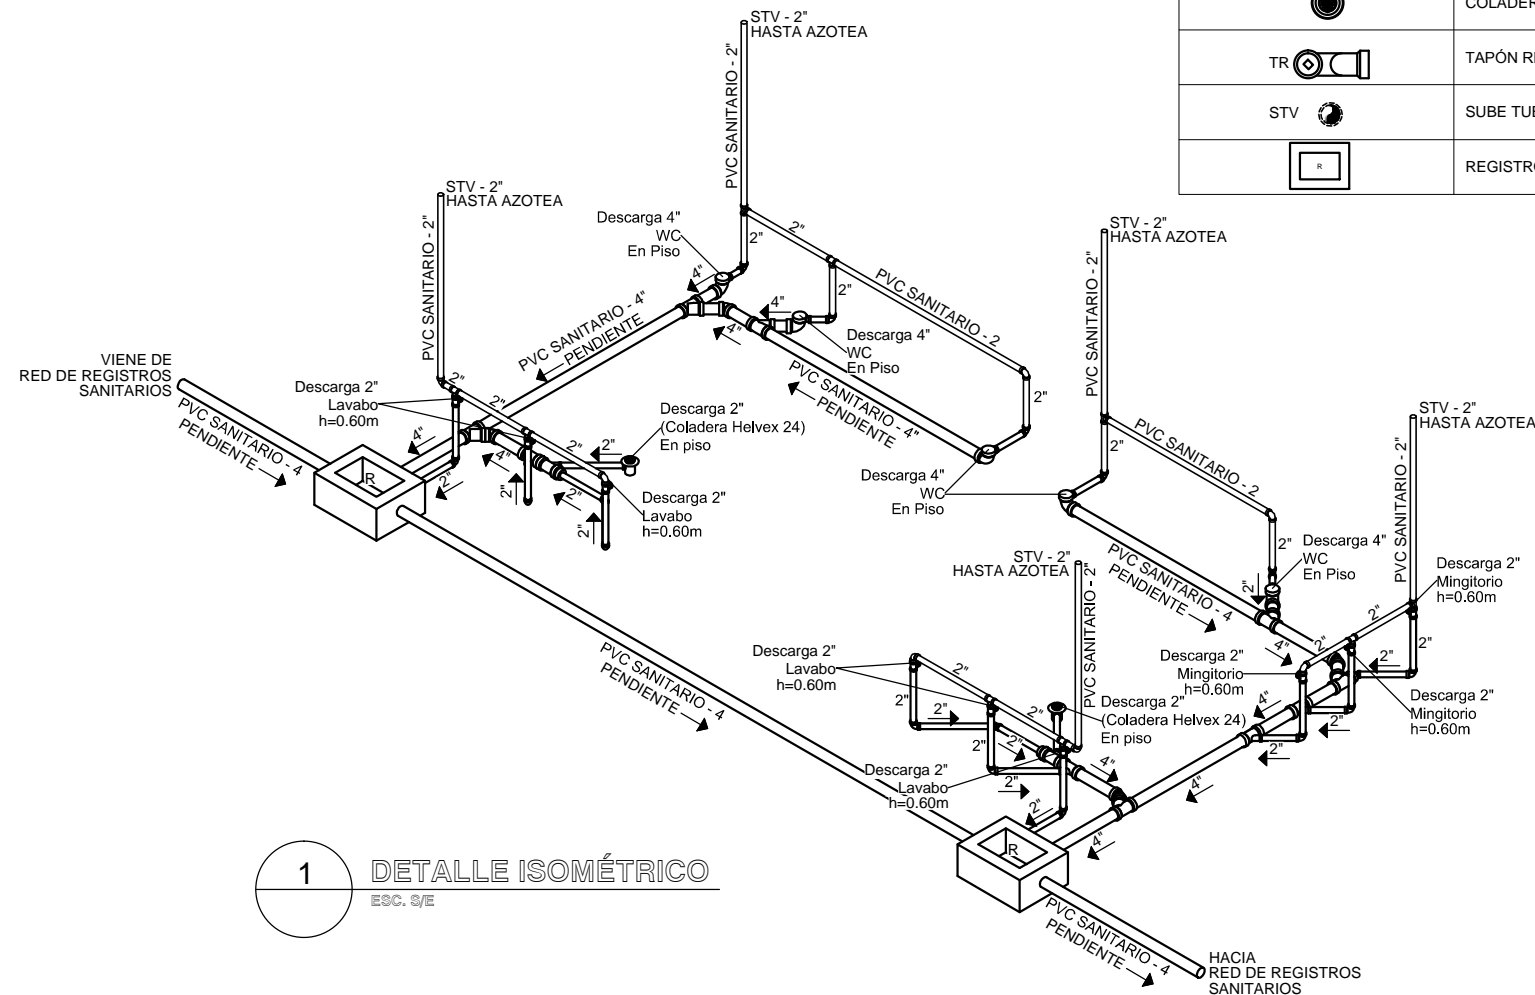 STV - 2"
HASTA AZOTEA
PVC SANITARIO - 2"
COLADER
TR
TAPÓN R
STV
SUBE TU
R
REGISTR
STV - 2"
HASTA AZOTEA
PVC SANITARIO - 2"
Descarga 4"
WC
En Piso
4"
2"
2"
PVC SANITARIO - 2
2"
4"
4"
Descarga 4"
WC
En Piso
2"
STV - 2"
HASTA AZOTEA
PVC SANITARIO - 2"
2"
PVC SANITARIO - 4"
PENDIENTE
PVC SANITARIO - 4"
PENDIENTE
VIENE DE
RED DE REGISTROS
SANITARIOS
PVC SANITARIO - 4
PENDIENTE
Descarga 2"
Lavabo
h=0.60m
2"
2"
2"
4"
4"
2"
2"
2"
2"
2"
Descarga 2"
(Coladera Helvex 24)
En piso
Descarga 2"
Lavabo
h=0.60m
R
Descarga 4"
WC
En Piso
PVC SANITARIO - 2
2"
STV - 2"
HASTA AZOTEA
PVC SANITARIO - 2"
Descarga 4"
WC
En Piso
2"
PVC SANITARIO - 4
PENDIENTE
4"
Descarga 2"
Mingitorio
h=0.60m
2"
2"
2"
2"
Descarga 2"
Mingitorio
h=0.60m
Descarga 2"
Mingitorio
h=0.60m
2"
2"
4"
4"
4"
STV - 2"
HASTA AZOTEA
PVC SANITARIO - 2"
Descarga 2"
Lavabo
h=0.60m
2"
2"
2"
2"
2"
2"
2"
2"
4"
Descarga 2"
(Coladera Helvex 24)
En piso
Descarga 2"
Lavabo
h=0.60m
PVC SANITARIO - 4
PENDIENTE
R
1
DETALLE ISOMÉTRICO
ESC. S/E
PVC SANITARIO - 4
PENDIENTE
HACIA
RED DE REGISTROS
SANITARIOS